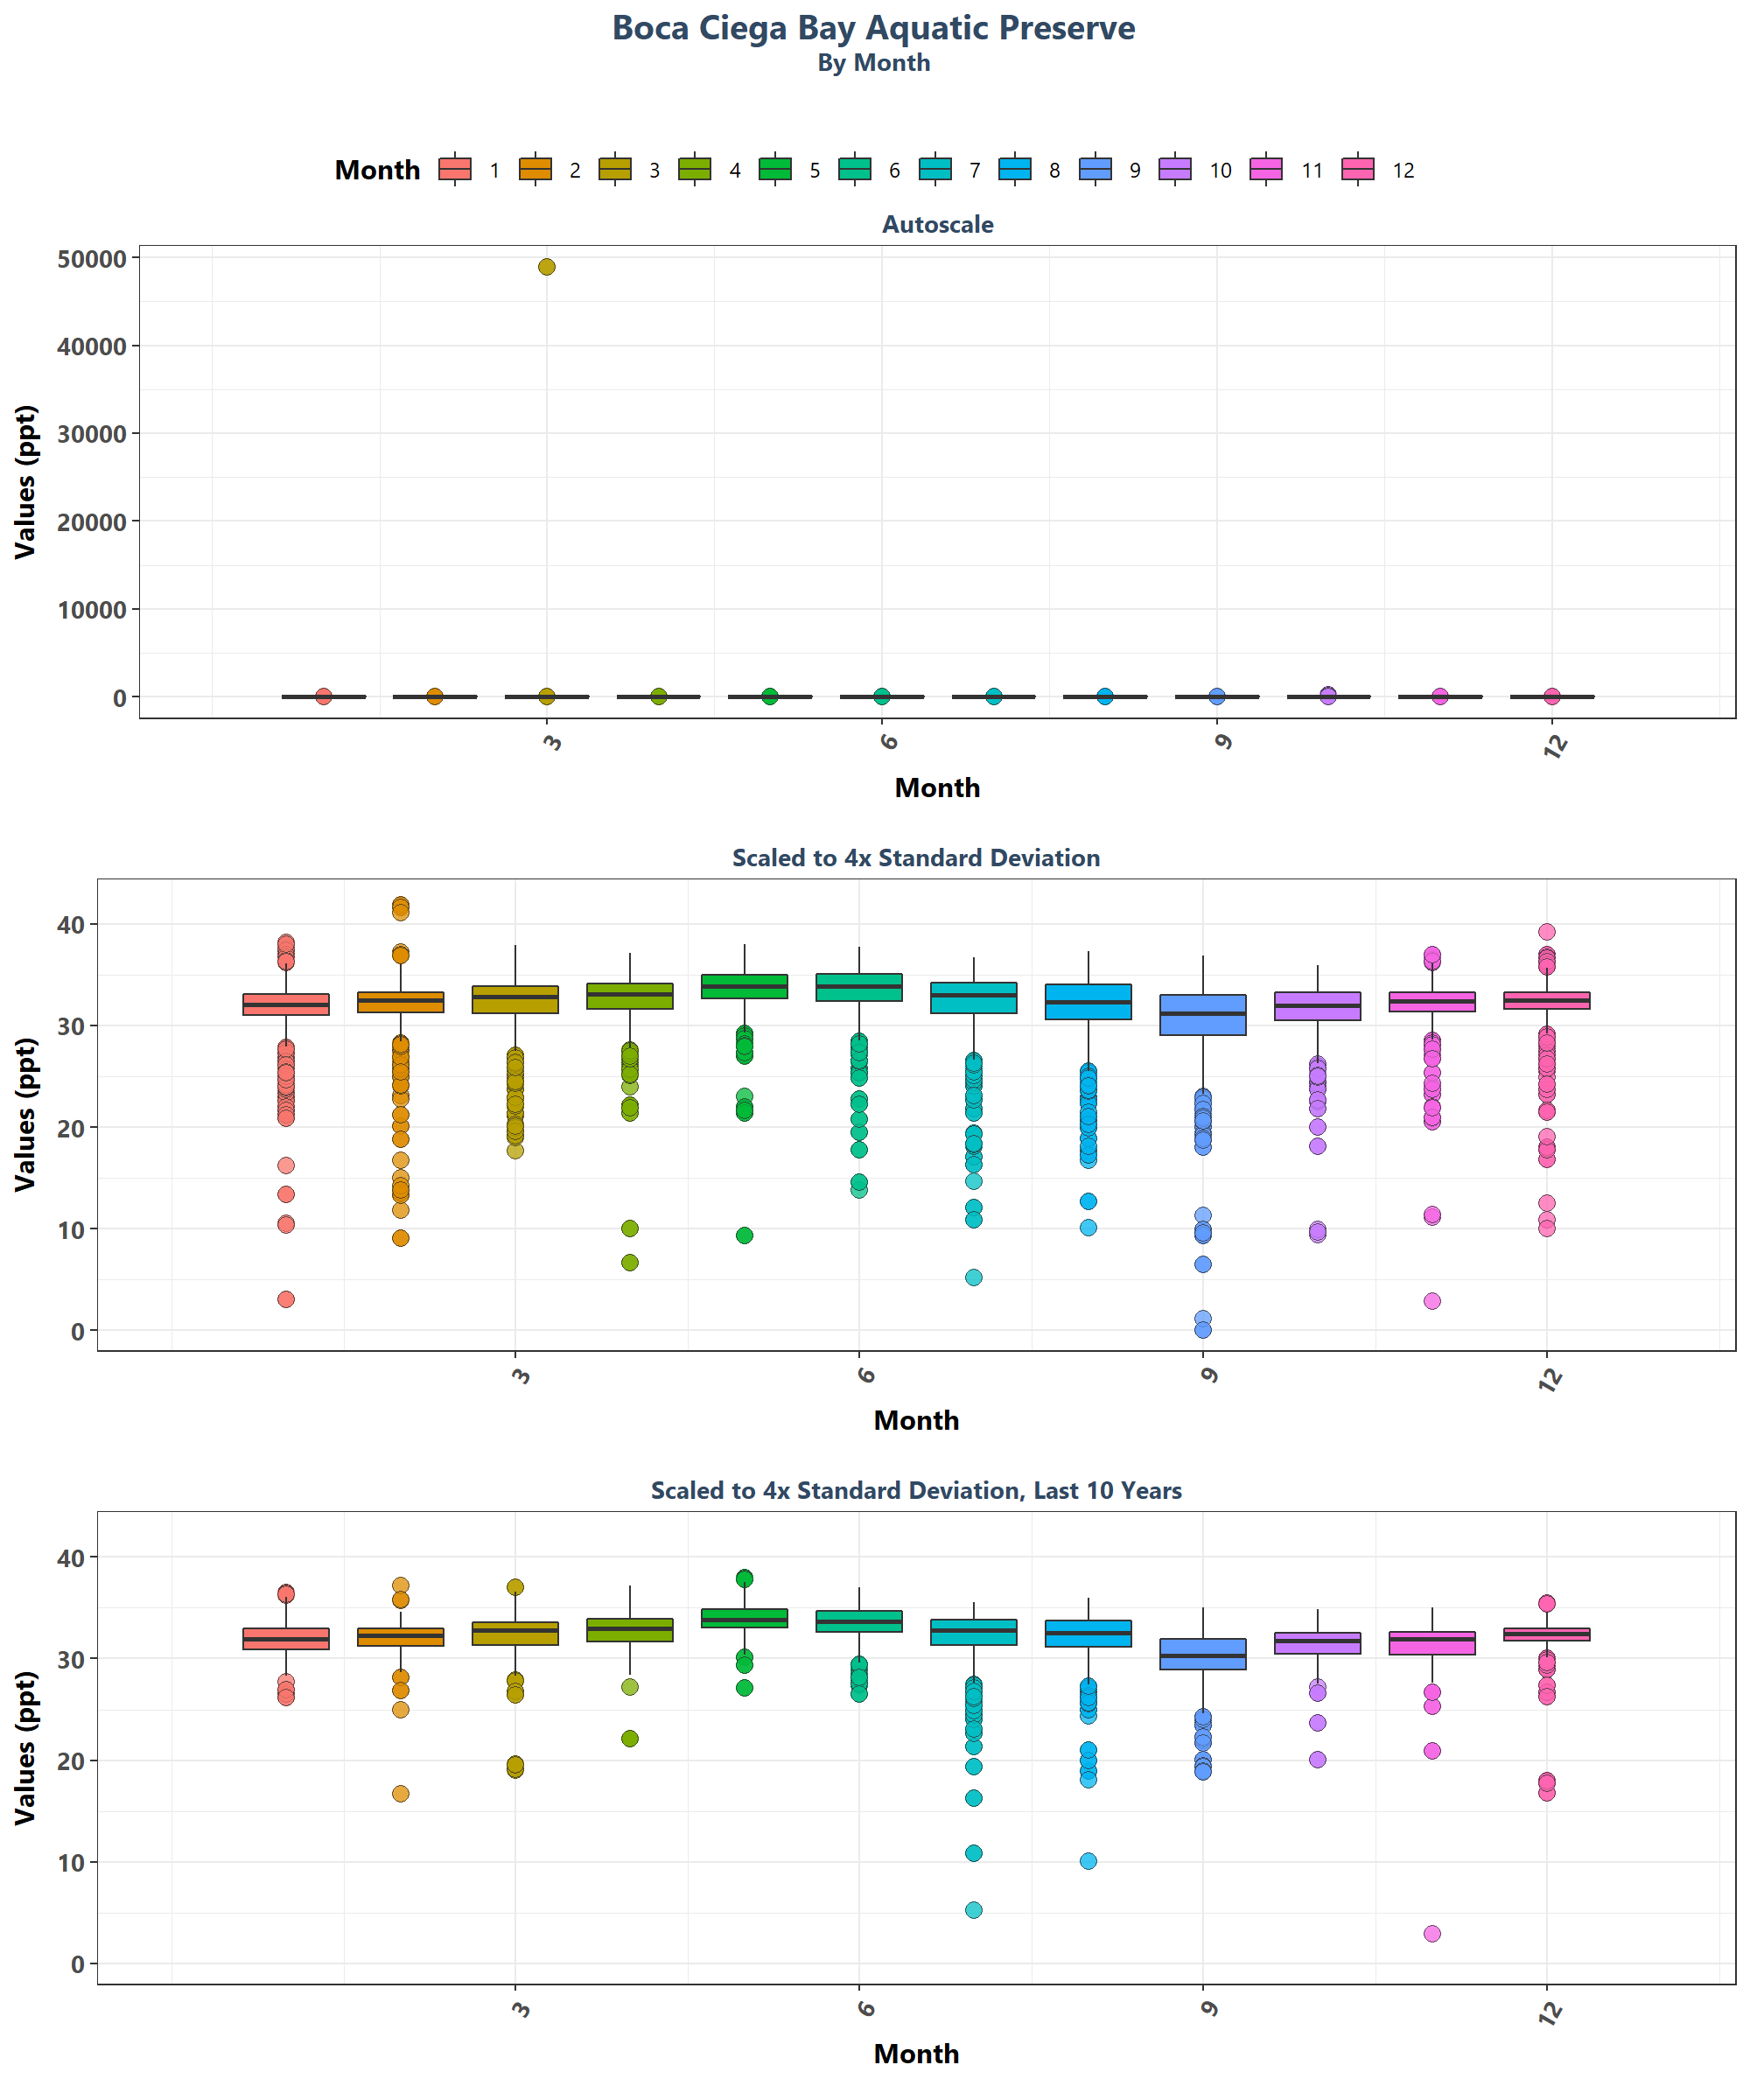 Boca Ciega Bay Aquatic Preserve
By Month
Month 1 2 3 4 5 6 7 8 9 10 11 12
Autoscale
Values (ppt)
50000
40000
30000
20000
10000
0
3 6 9 12
Month
Scaled to 4x Standard Deviation
Values (ppt)
40
30
20
10
0
3 6 9 12
Month
Scaled to 4x Standard Deviation, Last 10 Years
Values (ppt)
40
30
20
10
0
3 6 9 12
Month